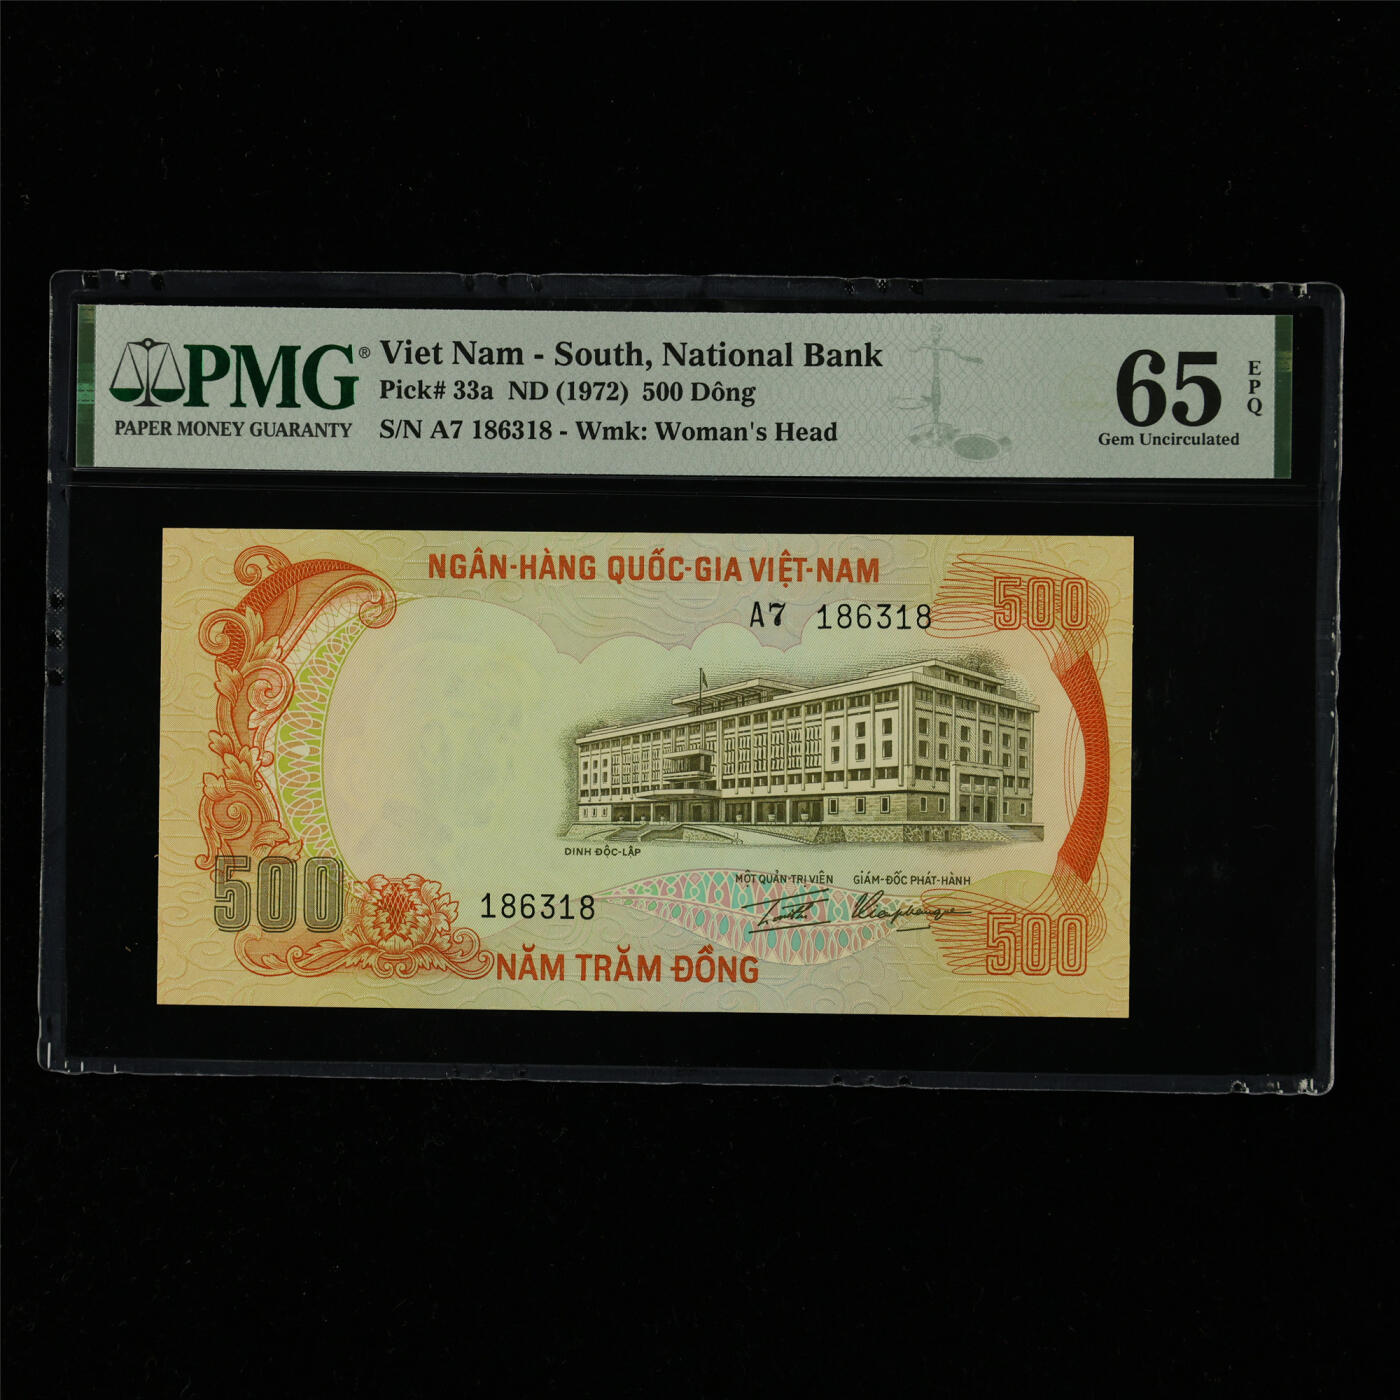 PMG®
PAPER MONEY GUARANTY
Viet Nam - South, National Bank
Pick# 33a ND (1972) 500 Dông
S/N A7 186318 - Wmk: Woman's Head
65
EPQ
Gem Uncirculated
NGÂN-HÀNG QUỐC-GIA VIỆT-NAM
500
A7 186318
DINH ĐỘC-LẬP
MỘT QUẢN-TRỊ VIÊN GIÁM-ĐỐC PHÁT-HÀNH
500
186318
500
NĂM TRĂM ĐỒNG